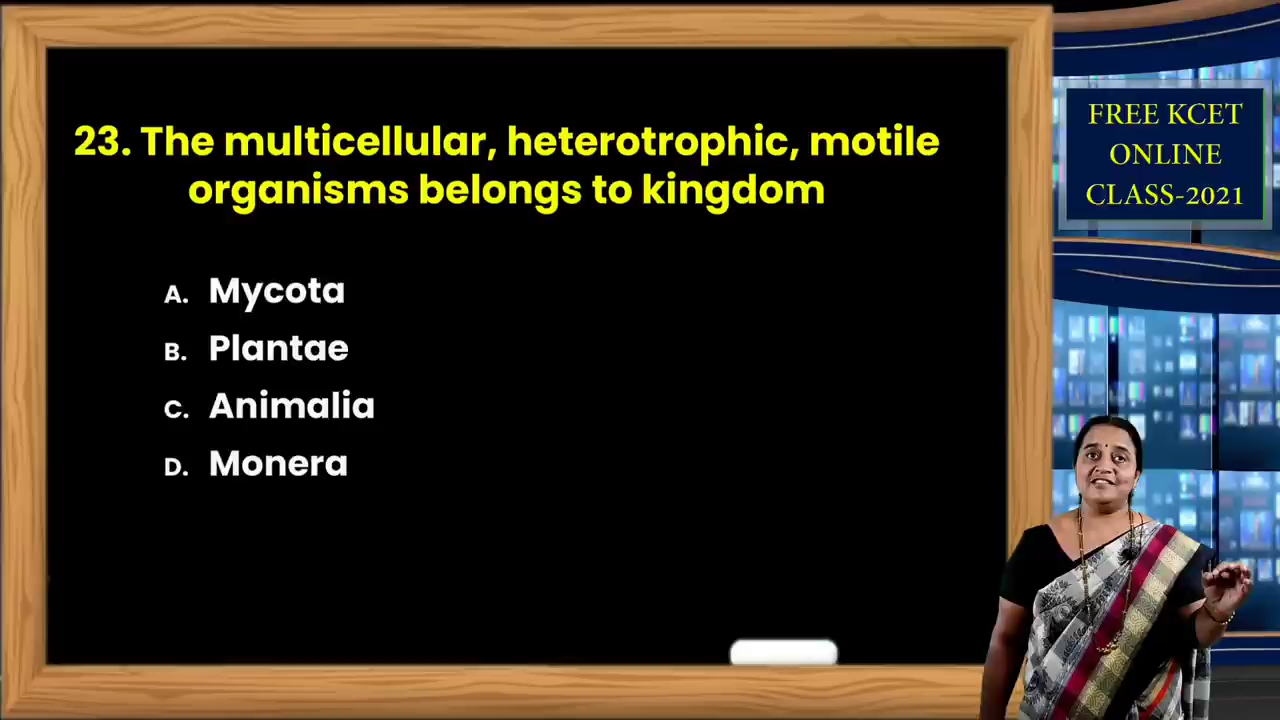 23. The multicellular, heterotrophic, motile
organisms belongs to kingdom
A. Mycota
B. Plantae
C. Animalia
D. Monera
FREE KCET
ONLINE
CLASS-2021